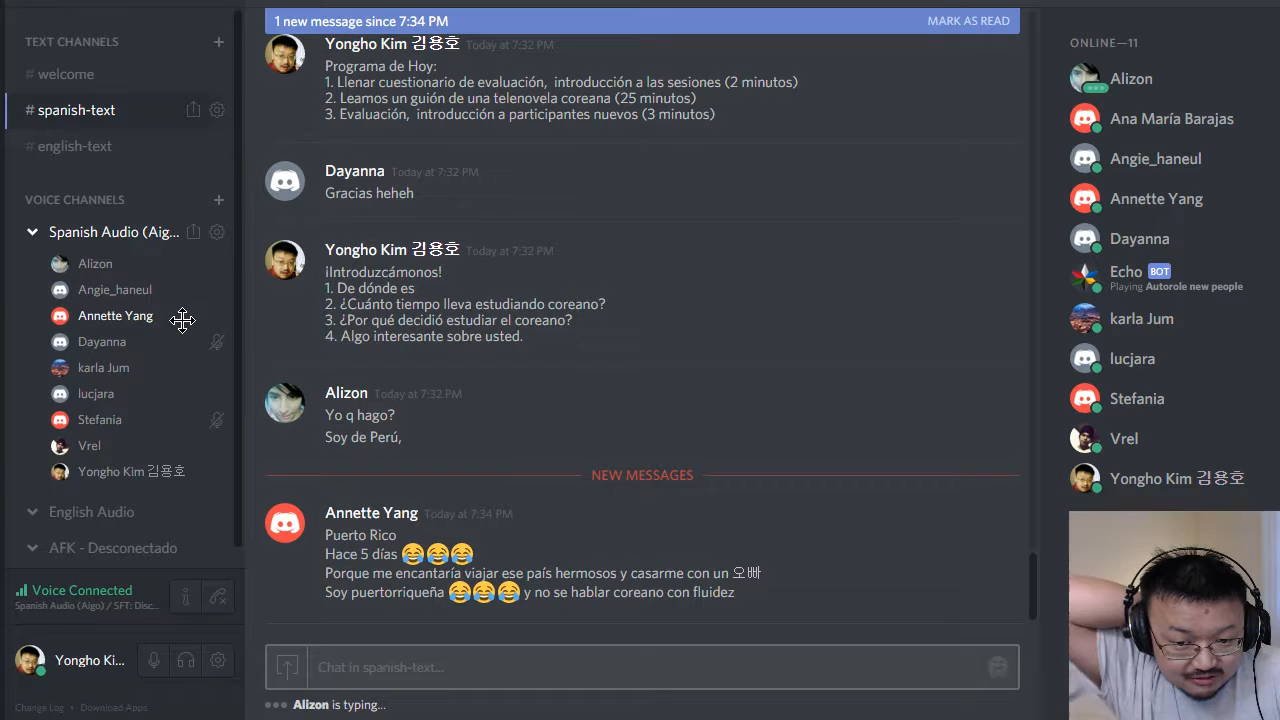 TEXT CHANNELS +
# welcome
# spanish-text
# english-text
VOICE CHANNELS +
Spanish Audio (Aig...
Alizon
Angie_haneul
Annette Yang
Dayanna
karla Jum
lucjara
Stefania
Vrel
Yongho Kim 김용호
English Audio
AFK - Desconectado
Voice Connected
Spanish Audio (Aigo) / SFT: Disc...
Yongho Ki...
Change Log · Download Apps
1 new message since 7:34 PM MARK AS READ
Yongho Kim 김용호 Today at 7:32 PM
Programa de Hoy:
1. Llenar cuestionario de evaluación, introducción a las sesiones (2 minutos)
2. Leamos un guión de una telenovela coreana (25 minutos)
3. Evaluación, introducción a participantes nuevos (3 minutos)
Dayanna Today at 7:32 PM
Gracias heheh
Yongho Kim 김용호 Today at 7:32 PM
¡Introduzcámonos!
1. De dónde es
2. ¿Cuánto tiempo lleva estudiando coreano?
3. ¿Por qué decidió estudiar el coreano?
4. Algo interesante sobre usted.
Alizon Today at 7:32 PM
Yo q hago?
Soy de Perú,
NEW MESSAGES
Annette Yang Today at 7:34 PM
Puerto Rico
Hace 5 días 😂😂😂
Porque me encantaría viajar ese país hermosos y casarme con un 오빠
Soy puertorriqueña 😂😂😂 y no se hablar coreano con fluidez
Chat in spanish-text...
Alizon is typing...
ONLINE—11
Alizon
Ana María Barajas
Angie_haneul
Annette Yang
Dayanna
Echo BOT
Playing Autorole new people
karla Jum
lucjara
Stefania
Vrel
Yongho Kim 김용호